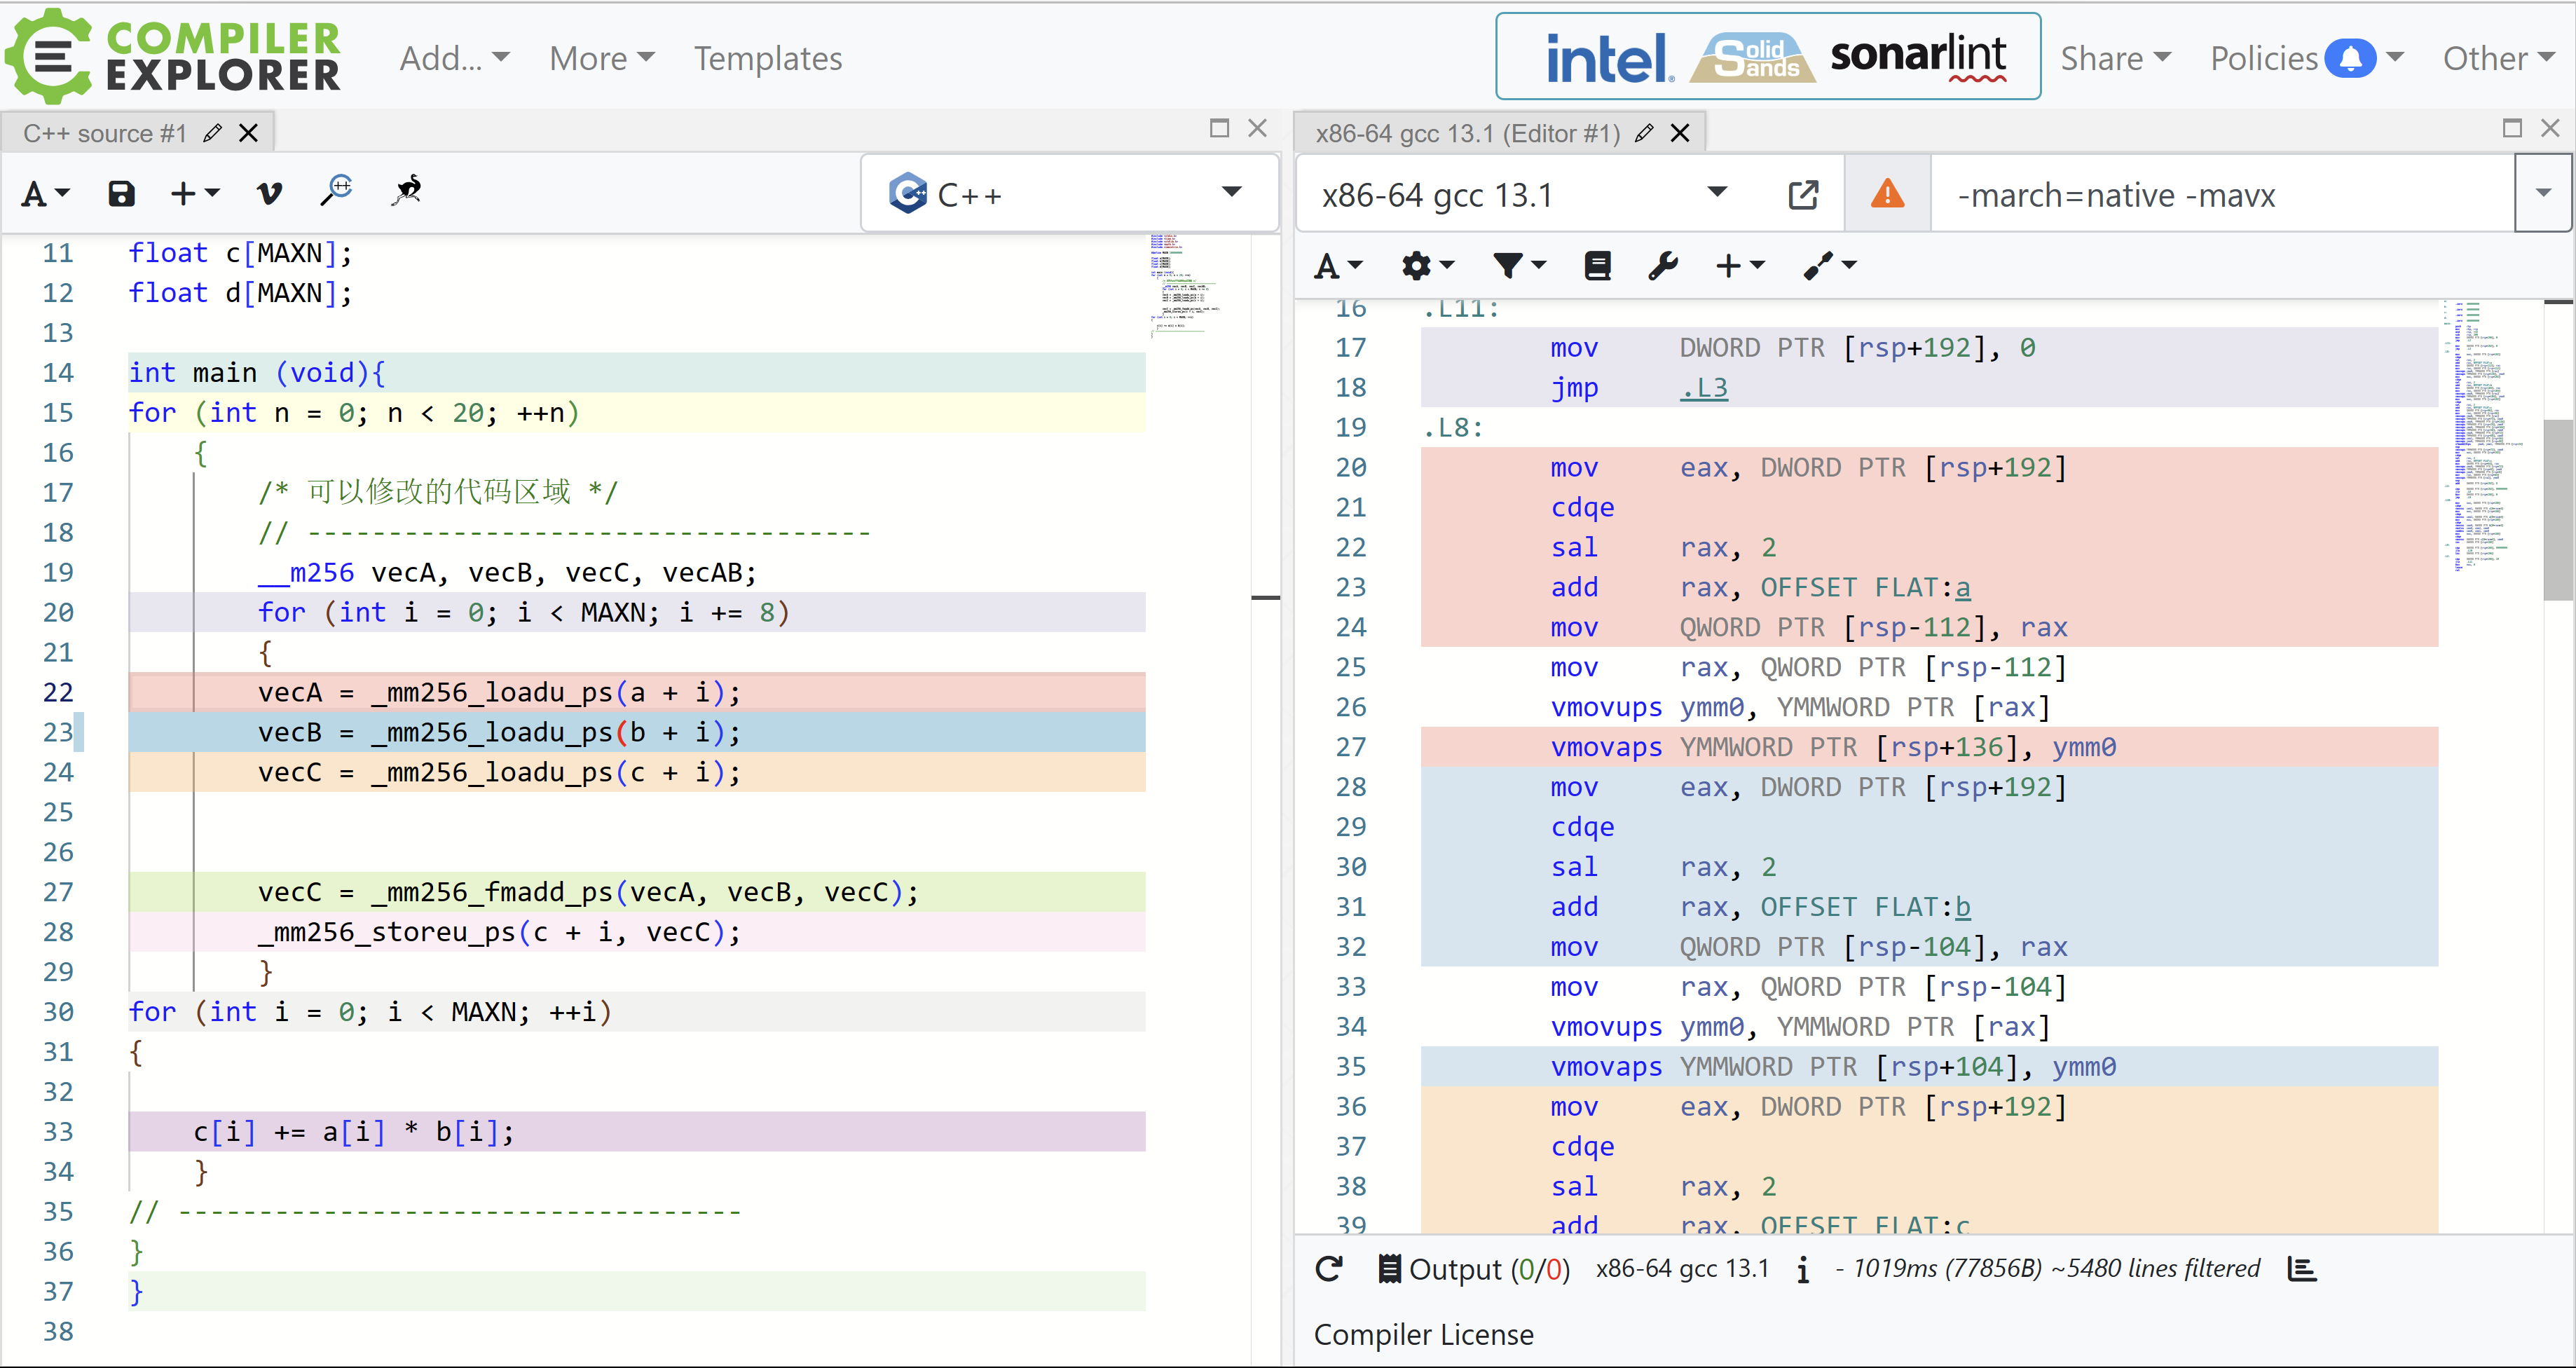 COMPILER EXPLORER
Add...
More
Templates
intel.
Solid Sands
sonarlint
Share
Policies
Other
C++ source #1
x86-64 gcc 13.1 (Editor #1)
C++
x86-64 gcc 13.1
-march=native -mavx
11 float c[MAXN];
12 float d[MAXN];
13
14 int main (void){
15 for (int n = 0; n < 20; ++n)
16 {
17 /* 可以修改的代码区域 */
18 // -----------------------------------
19 __m256 vecA, vecB, vecC, vecAB;
20 for (int i = 0; i < MAXN; i += 8)
21 {
22 vecA = _mm256_loadu_ps(a + i);
23 vecB = _mm256_loadu_ps(b + i);
24 vecC = _mm256_loadu_ps(c + i);
25
26
27 vecC = _mm256_fmadd_ps(vecA, vecB, vecC);
28 _mm256_storeu_ps(c + i, vecC);
29 }
30 for (int i = 0; i < MAXN; ++i)
31 {
32
33 c[i] += a[i] * b[i];
34 }
35 // -----------------------------------
36 }
37 }
38
16 .L11:
17 mov DWORD PTR [rsp+192], 0
18 jmp .L3
19 .L8:
20 mov eax, DWORD PTR [rsp+192]
21 cdqe
22 sal rax, 2
23 add rax, OFFSET FLAT:a
24 mov QWORD PTR [rsp-112], rax
25 mov rax, QWORD PTR [rsp-112]
26 vmovups ymm0, YMMWORD PTR [rax]
27 vmovaps YMMWORD PTR [rsp+136], ymm0
28 mov eax, DWORD PTR [rsp+192]
29 cdqe
30 sal rax, 2
31 add rax, OFFSET FLAT:b
32 mov QWORD PTR [rsp-104], rax
33 mov rax, QWORD PTR [rsp-104]
34 vmovups ymm0, YMMWORD PTR [rax]
35 vmovaps YMMWORD PTR [rsp+104], ymm0
36 mov eax, DWORD PTR [rsp+192]
37 cdqe
38 sal rax, 2
39 add rax, OFFSET FLAT:c
Output (0/0) x86-64 gcc 13.1 i - 1019ms (77856B) ~5480 lines filtered
Compiler License